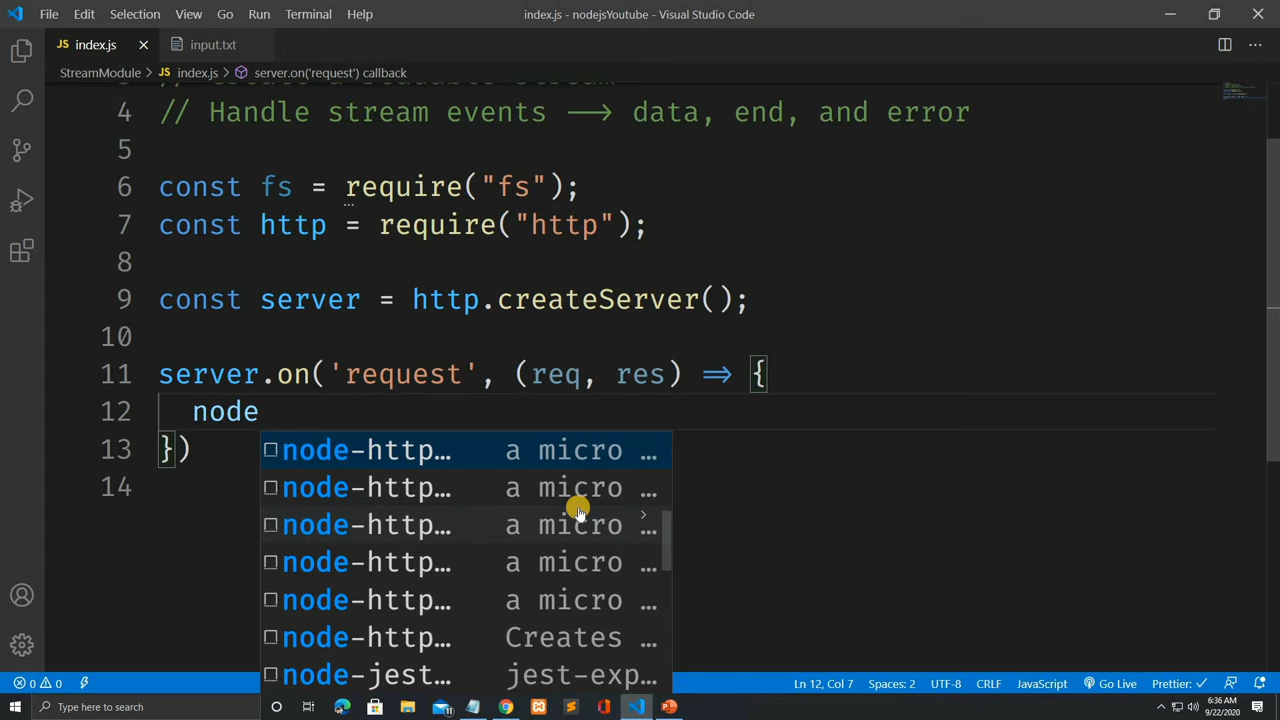 File Edit Selection View Go Run Terminal Help index.js - nodejsYoutube - Visual Studio Code
JS index.js input.txt
StreamModule > JS index.js > server.on('request') callback
4 // Handle stream events --> data, end, and error
5
6 const fs = require("fs");
7 const http = require("http");
8
9 const server = http.createServer();
10
11 server.on('request', (req, res) => {
12 node
13 })
14
node-http… a micro …
node-http… a micro …
node-http… a micro …
node-http… a micro …
node-http… a micro …
node-http… Creates …
node-jest… jest-exp…
0 0 Ln 12, Col 7 Spaces: 2 UTF-8 CRLF JavaScript Go Live Prettier: ✓
Type here to search 11 6:36 AM
9/22/2020